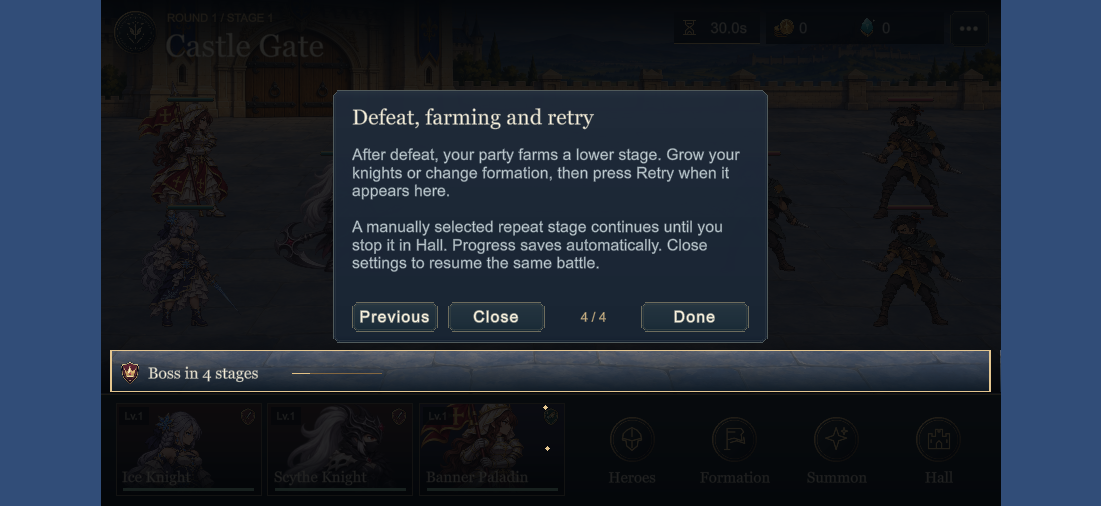 ROUND 1 / STAGE 1
Castle Gate
30.0s
0
0
Defeat, farming and retry
After defeat, your party farms a lower stage. Grow your
knights or change formation, then press Retry when it
appears here.
A manually selected repeat stage continues until you
stop it in Hall. Progress saves automatically. Close
settings to resume the same battle.
Previous
Close
4 / 4
Done
Boss in 4 stages
Lv.1
Ice Knight
Lv.1
Scythe Knight
Lv.1
Banner Paladin
Heroes
Formation
Summon
Hall